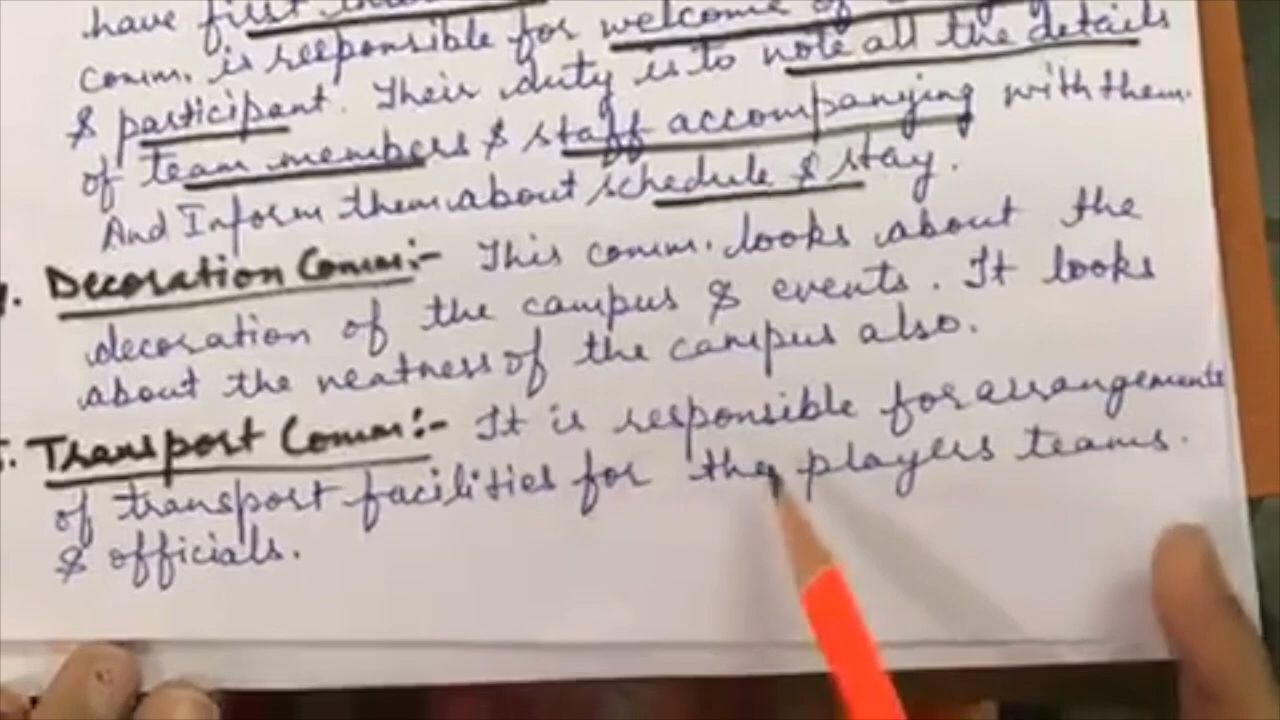 have first
comm. is responsible for welcome of
& participant. Their duty is to note all the details
of team members & staff accompanying with them.
And Inform them about schedule & stay.
4. Decoration Comm:- This comm. looks about the
decoration of the campus & events. It looks
about the neatness of the campus also.
5. Transport Comm:- It is responsible for arrangements
of transport facilities for the players teams.
& officials.